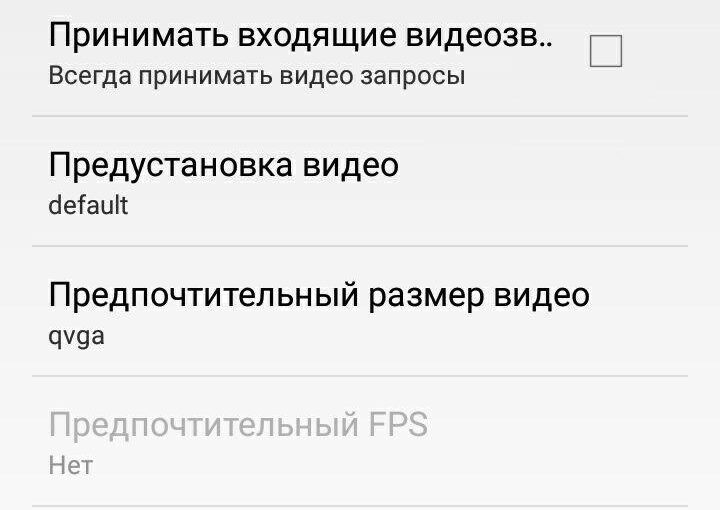 Принимать входящие видеозв..
Всегда принимать видео запросы
Предустановка видео
default
Предпочтительный размер видео
qvga
Предпочтительный FPS
Нет